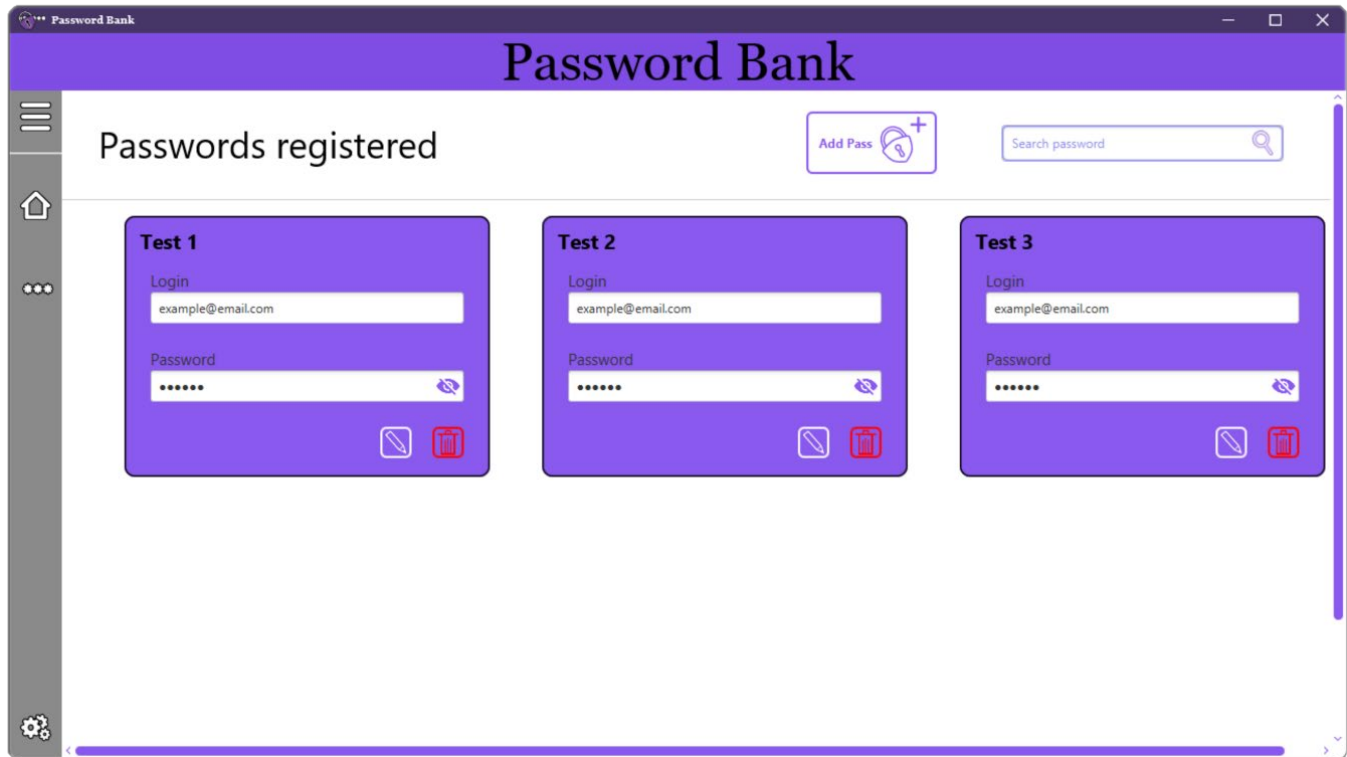 Password Bank
Password Bank
Passwords registered
Add Pass
Search password
Test 1
Login
example@email.com
Password
••••••
Test 2
Login
example@email.com
Password
••••••
Test 3
Login
example@email.com
Password
••••••